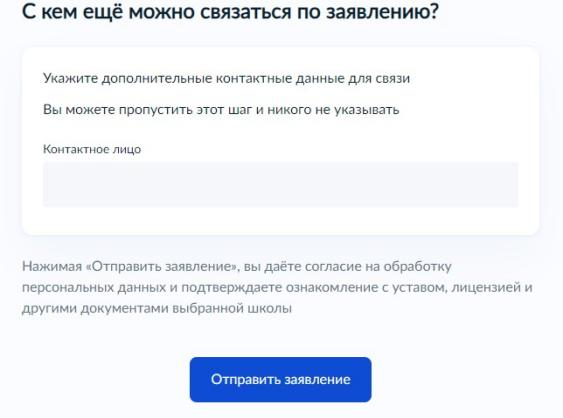 С кем ещё можно связаться по заявлению?
Укажите дополнительные контактные данные для связи
Вы можете пропустить этот шаг и никого не указывать
Контактное лицо
Нажимая «Отправить заявление», вы даёте согласие на обработку
персональных данных и подтверждаете ознакомление с уставом, лицензией и
другими документами выбранной школы
Отправить заявление